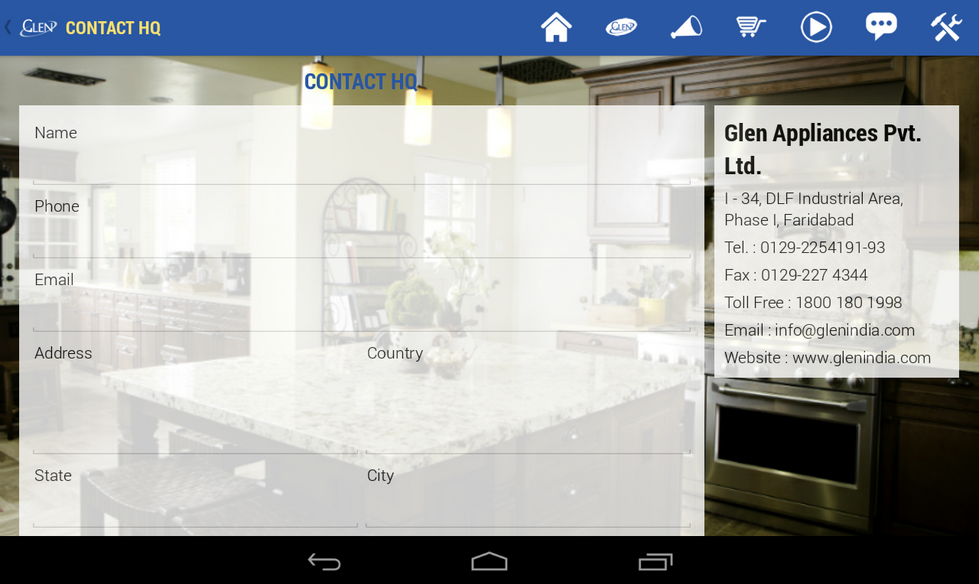 GLEN CONTACT HQ
GLEN
CONTACT HQ
Name
Phone
Email
Address Country
State City
Glen Appliances Pvt.
Ltd.
I - 34, DLF Industrial Area,
Phase I, Faridabad
Tel. : 0129-2254191-93
Fax : 0129-227 4344
Toll Free : 1800 180 1998
Email : info@glenindia.com
Website : www.glenindia.com